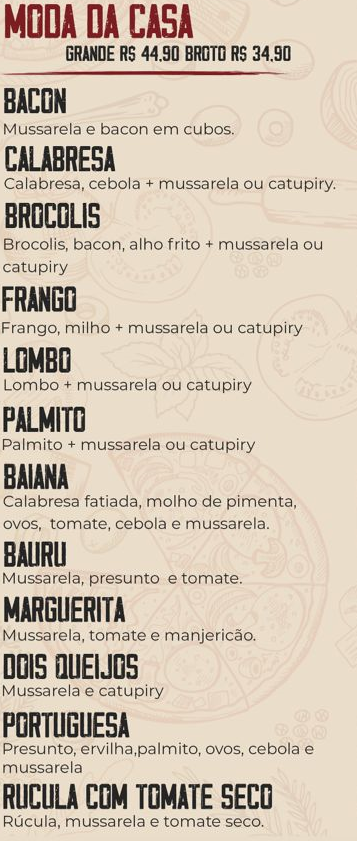 MODA DA CASA
GRANDE R$ 44.90 BROTO R$ 34.90
BACON
Mussarela e bacon em cubos.
CALABRESA
Calabresa, cebola + mussarela ou catupiry.
BROCOLIS
Brocolis, bacon, alho frito + mussarela ou
catupiry
FRANGO
Frango, milho + mussarela ou catupiry
LOMBO
Lombo + mussarela ou catupiry
PALMITO
Palmito + mussarela ou catupiry
BAIANA
Calabresa fatiada, molho de pimenta,
ovos, tomate, cebola e mussarela.
BAURU
Mussarela, presunto e tomate.
MARGUERITA
Mussarela, tomate e manjericão.
DOIS QUEIJOS
Mussarela e catupiry
PORTUGUESA
Presunto, ervilha,palmito, ovos, cebola e
mussarela
RUCULA COM TOMATE SECO
Rúcula, mussarela e tomate seco.